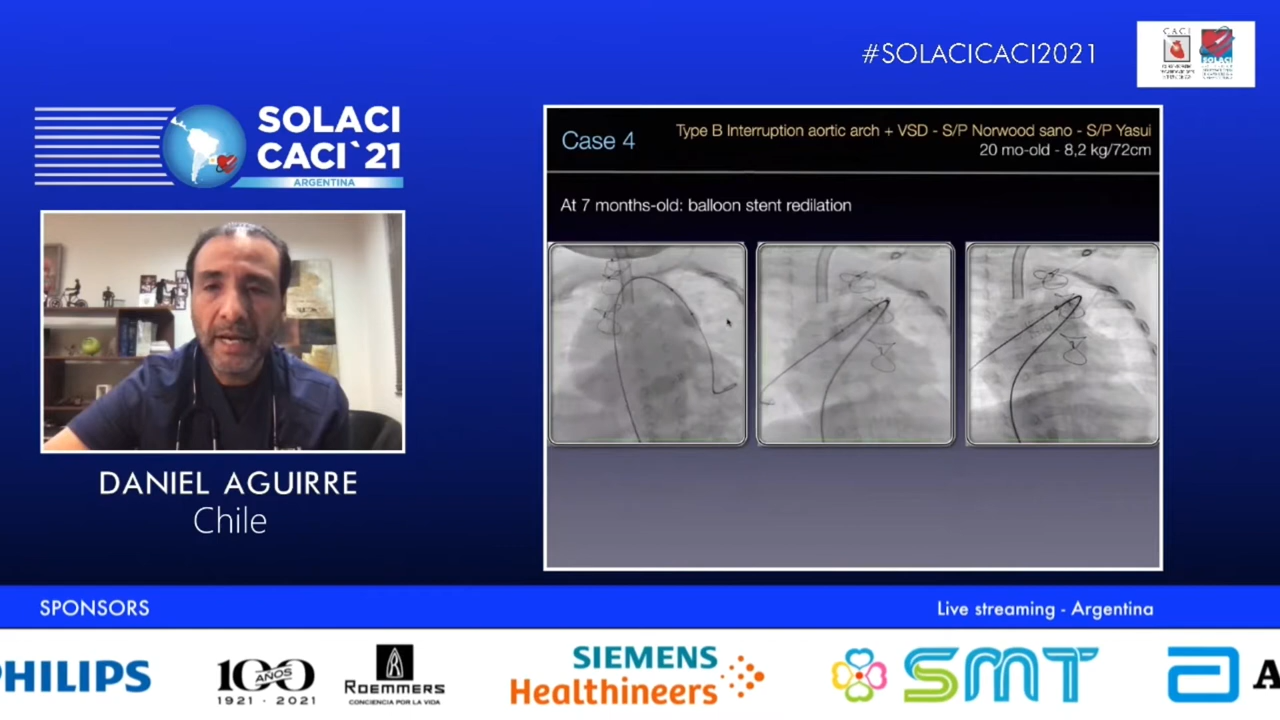 #SOLACICACI2021
CACI
SOLACI
SOLACI
CACI`21
ARGENTINA
Case 4
Type B Interruption aortic arch + VSD - S/P Norwood sano - S/P Yasui
20 mo-old - 8,2 kg/72cm
At 7 months-old: balloon stent redilation
DANIEL AGUIRRE
Chile
SPONSORS
Live streaming - Argentina
PHILIPS
100
AÑOS
1921 · 2021
ROEMMERS
CONCIENCIA POR LA VIDA
SIEMENS
Healthineers
SMT
A